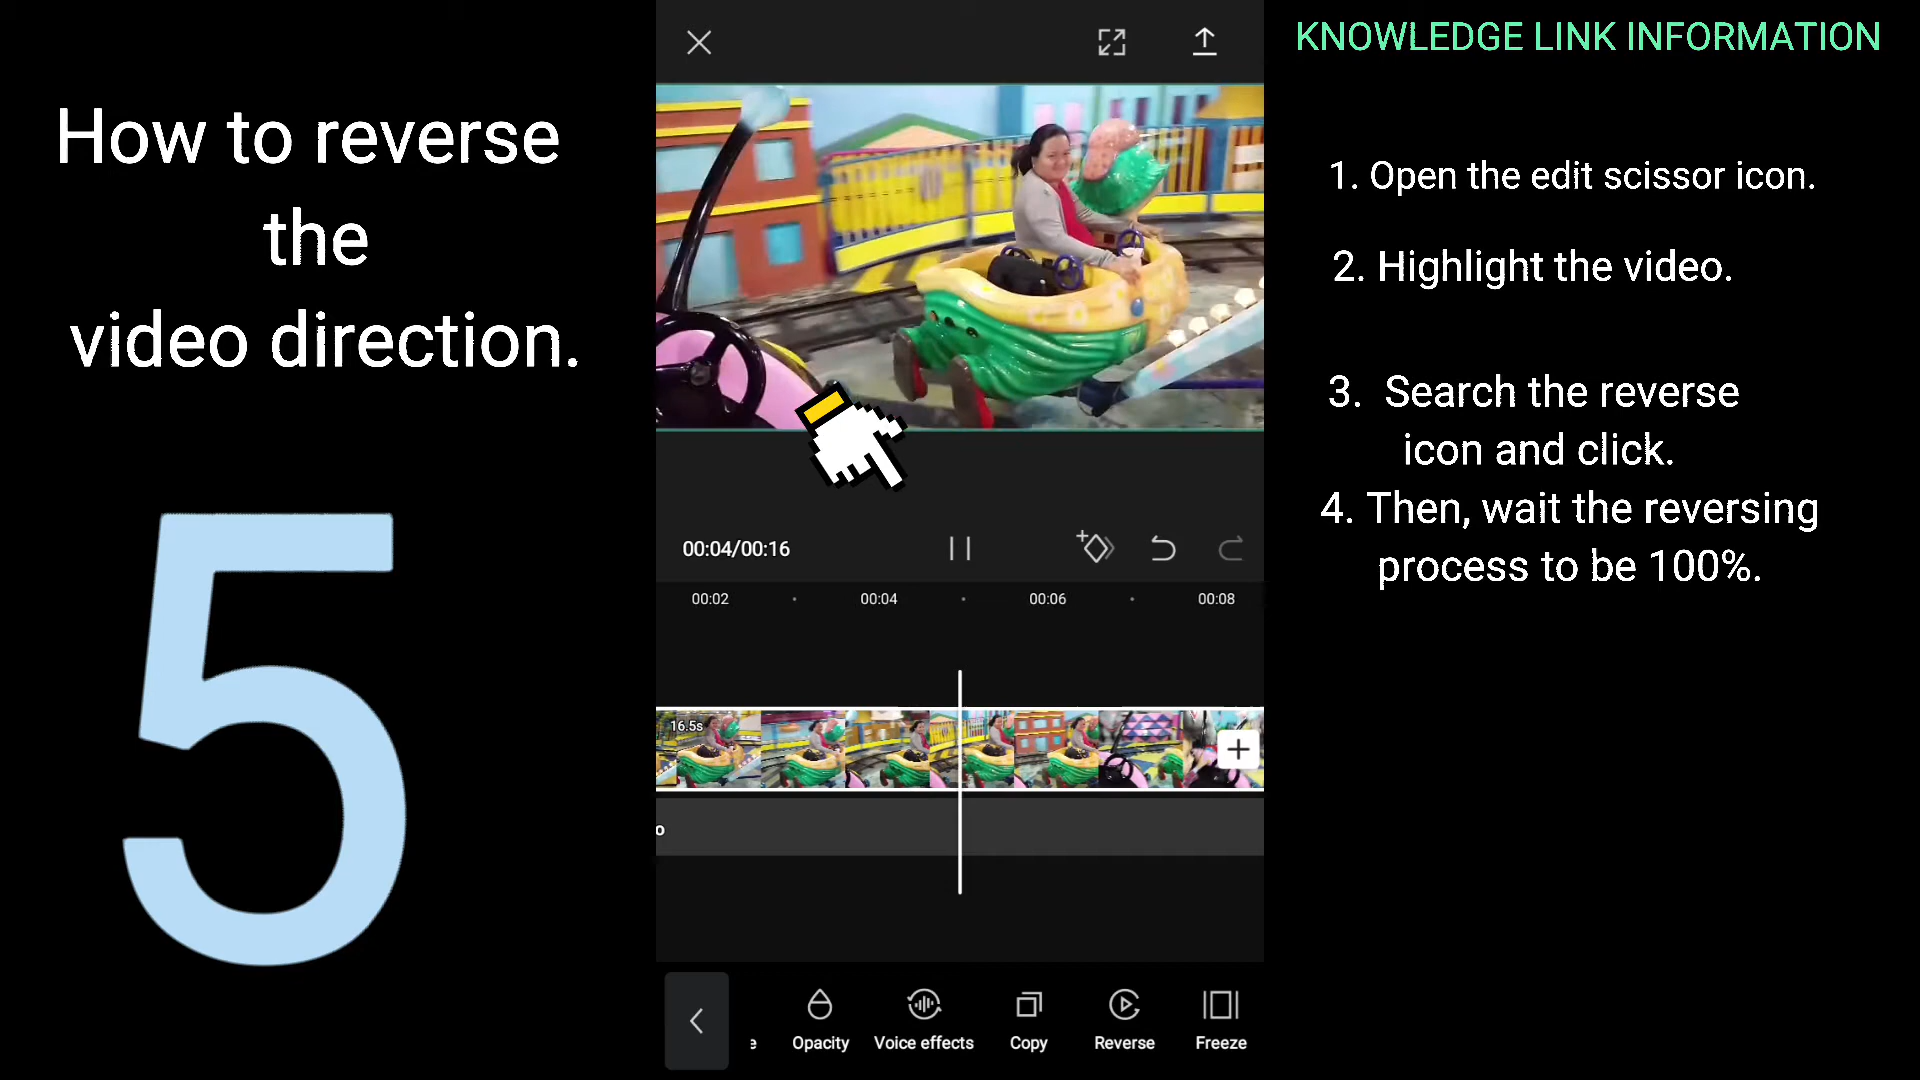 How to reverse
the
video direction.
5
00:04/00:16
00:02
00:04
00:06
00:08
16.5s
o
e
Opacity
Voice effects
Copy
Reverse
Freeze
KNOWLEDGE LINK INFORMATION
1. Open the edit scissor icon.
2. Highlight the video.
3. Search the reverse
icon and click.
4. Then, wait the reversing
process to be 100%.